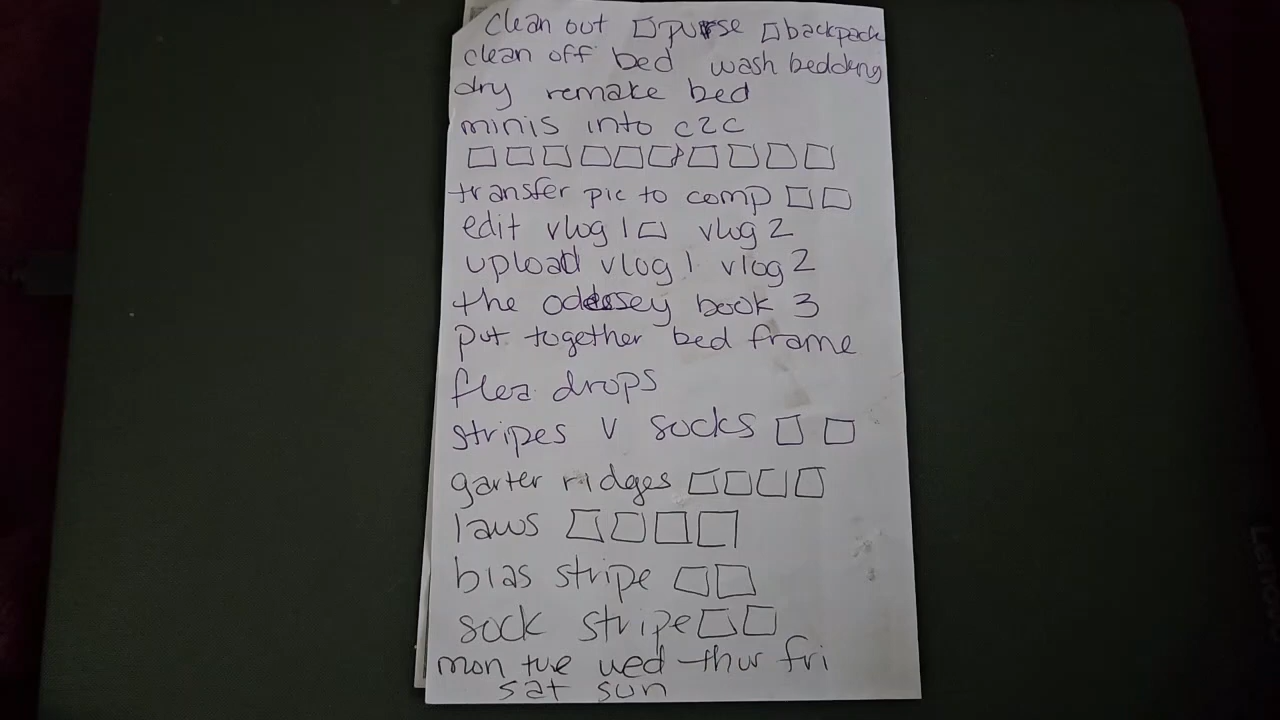 clean out □ purse □ backpack
clean off bed wash bedding
dry remake bed
minis into c2c
□ □ □ □ □ □ □ □ □ □
transfer pic to comp □ □
edit vlog 1 □ vlog 2
upload vlog 1 vlog 2
the odessey book 3
put together bed frame
flea drops
stripes v socks □ □
garter ridges □ □ □ □
laws □ □ □ □
bias stripe □ □
sock stripe □ □
mon tue wed thur fri
sat sun
Lenovo